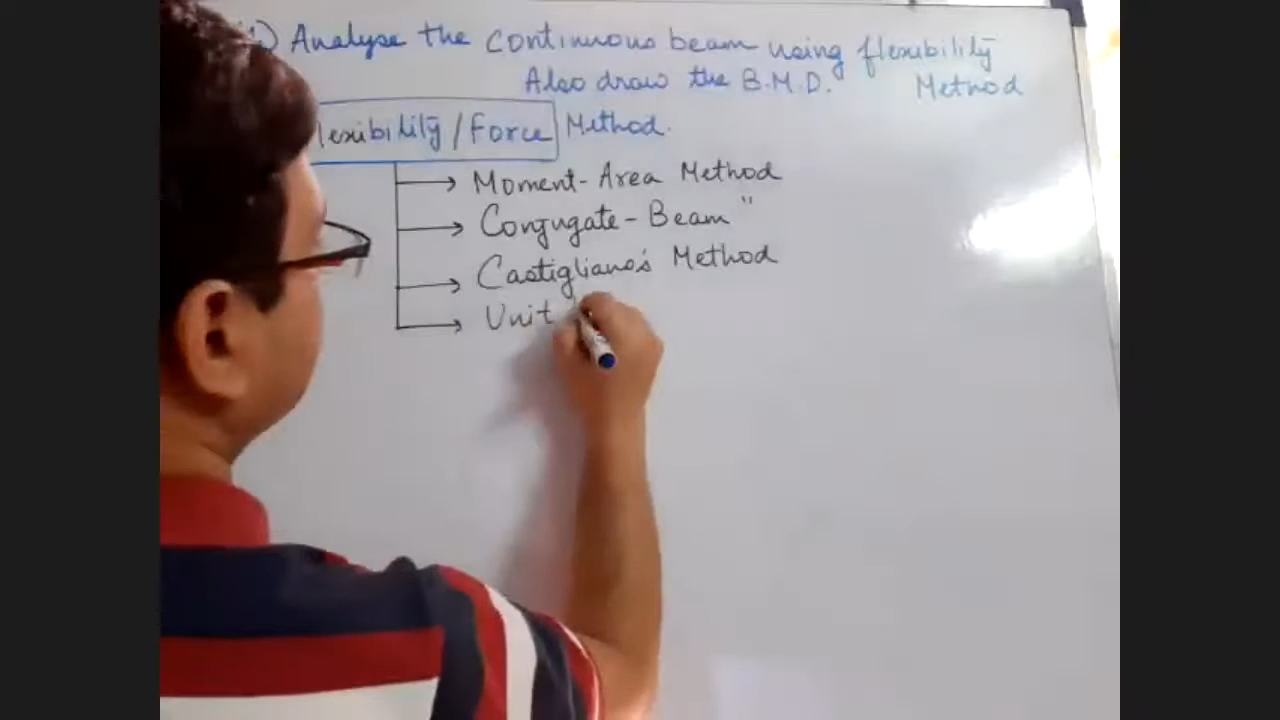 Analyse the continuous beam using flexibility
Also draw the B.M.D. Method
lexibility/Force Method.
Moment-Area Method
Conjugate-Beam "
Castigliano's Method
Unit